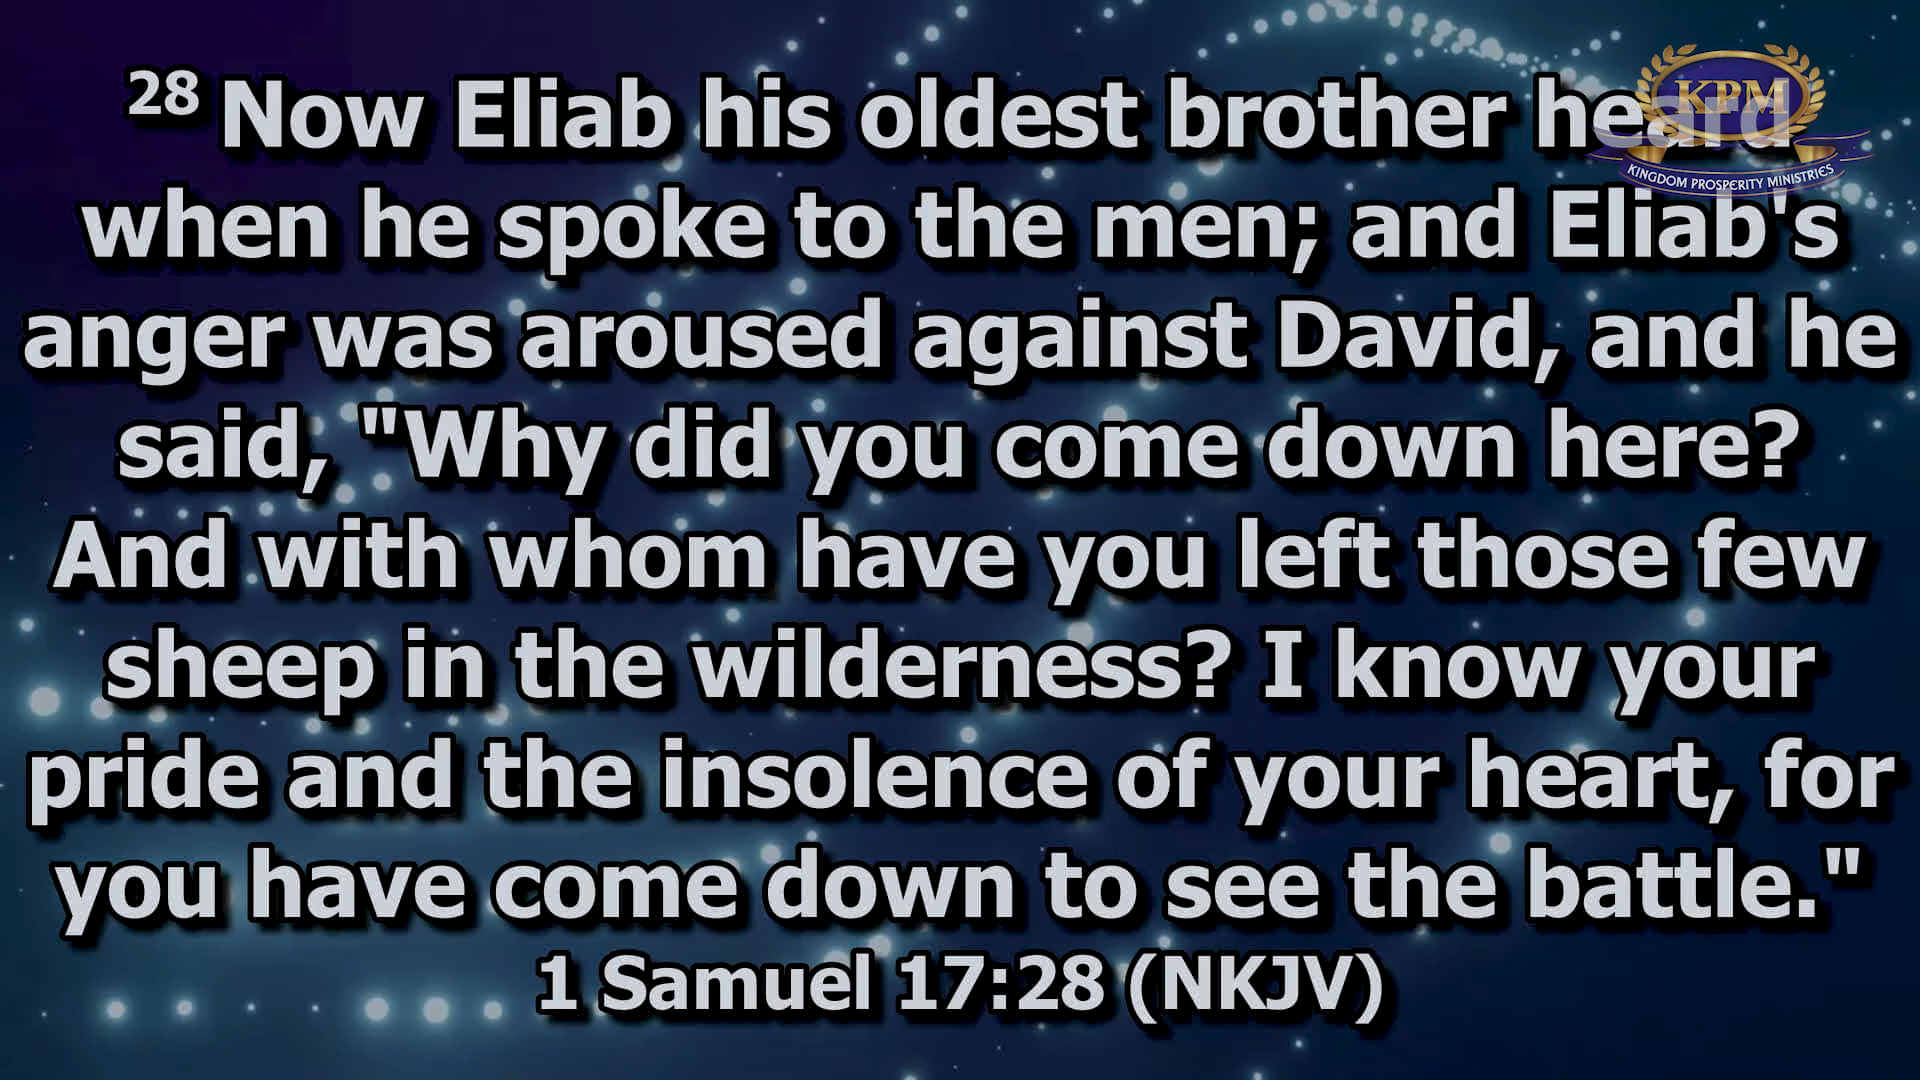 28 Now Eliab his oldest brother heard
when he spoke to the men; and Eliab's
anger was aroused against David, and he
said, "Why did you come down here?
And with whom have you left those few
sheep in the wilderness? I know your
pride and the insolence of your heart, for
you have come down to see the battle."
1 Samuel 17:28 (NKJV)
KPM
KINGDOM PROSPERITY MINISTRIES